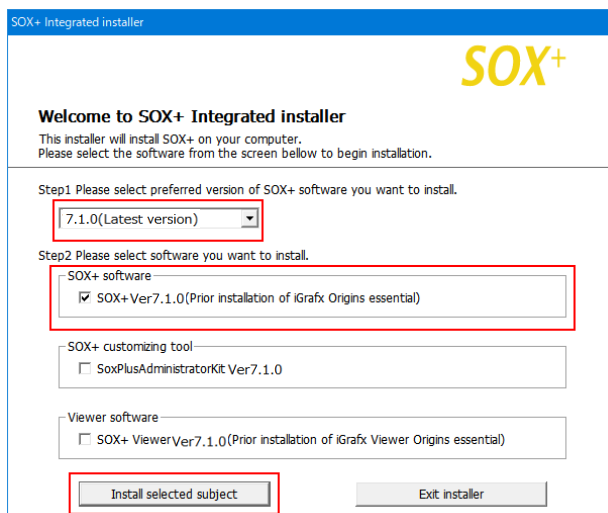 SOX+ Integrated installer
SOX+
Welcome to SOX+ Integrated installer
This installer will install SOX+ on your computer.
Please select the software from the screen bellow to begin installation.
Step1 Please select preferred version of SOX+ software you want to install.
7.1.0(Latest version)
Step2 Please select software you want to install.
SOX+ software
SOX+Ver7.1.0(Prior installation of iGrafx Origins essential)
SOX+ customizing tool
SoxPlusAdministratorKit Ver7.1.0
Viewer software
SOX+ ViewerVer7.1.0(Prior installation of iGrafx Viewer Origins essential)
Install selected subject
Exit installer